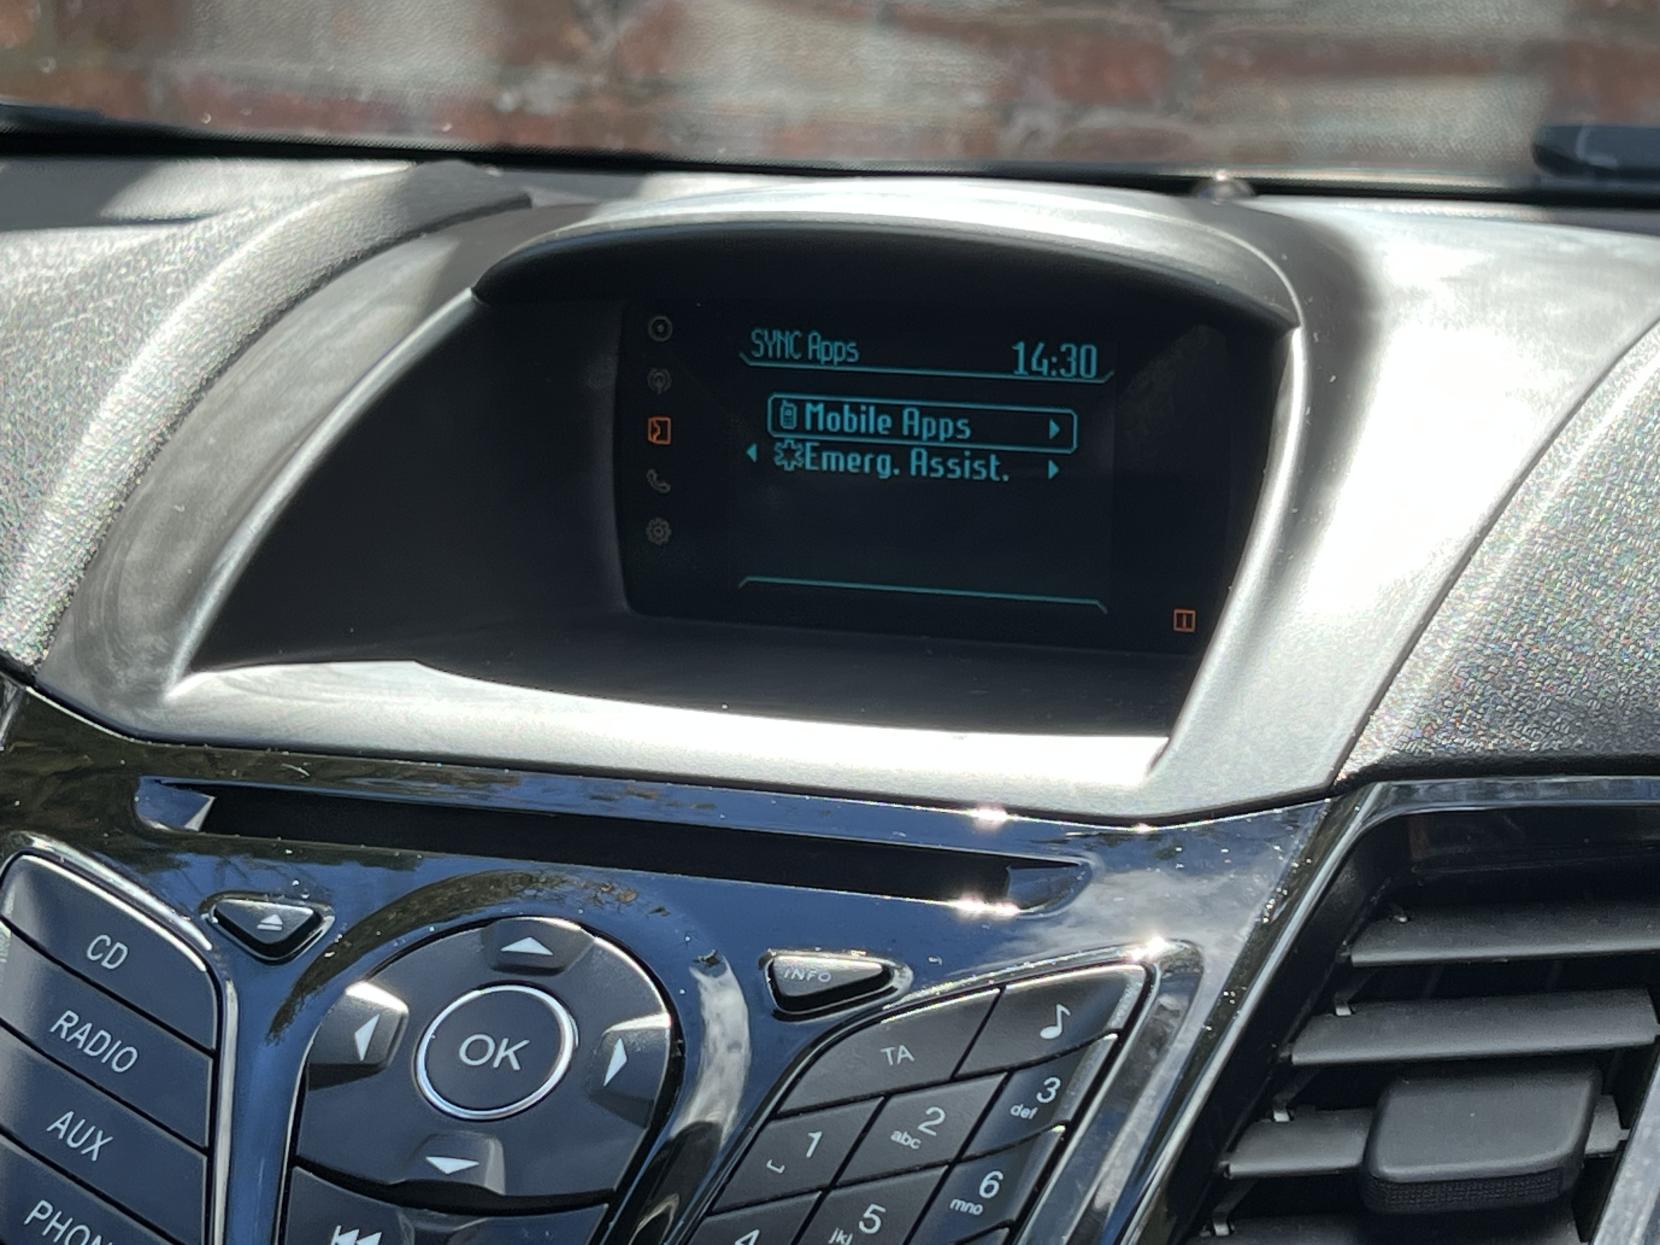 SYNC Apps 14:30
Mobile Apps
Emerg. Assist.
CD
RADIO
AUX
OK
INFO
TA
1
2 abc
3 def
4
5 jkl
6 mno